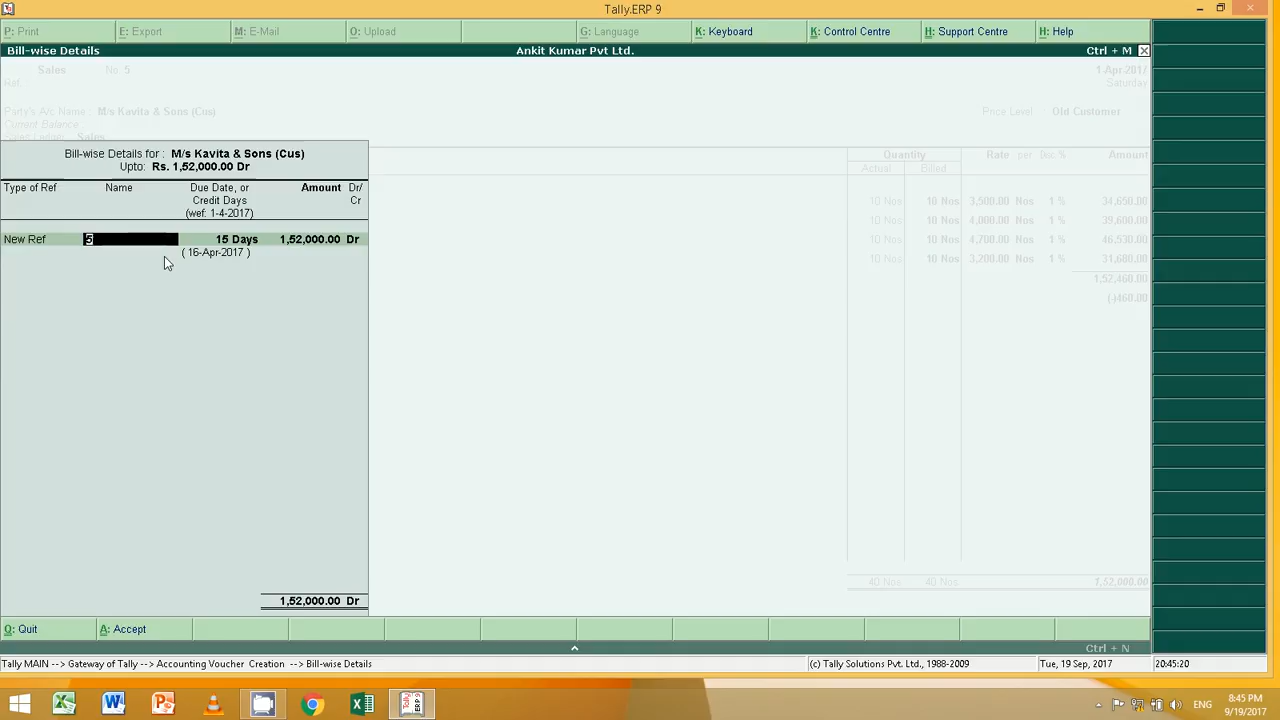 Tally.ERP 9
P: Print E: Export M: E-Mail O: Upload G: Language K: Keyboard K: Control Centre H: Support Centre H: Help
Bill-wise Details Ankit Kumar Pvt Ltd. Ctrl + M
Sales No. 5 1-Apr-2017
Ref. Saturday
Party's A/c Name M/s Kavita & Sons (Cus) Price Level Old Customer
Current Balance
Sales Ledger Sales
Bill-wise Details for : M/s Kavita & Sons (Cus)
Upto: Rs. 1,52,000.00 Dr
Quantity Rate per Disc.% Amount
Actual Billed
Type of Ref Name Due Date, or Amount Dr/
Credit Days Cr
(wef: 1-4-2017)
10 Nos 10 Nos 3,500.00 Nos 1 % 34,650.00
10 Nos 10 Nos 4,000.00 Nos 1 % 39,600.00
New Ref 5 15 Days 1,52,000.00 Dr
10 Nos 10 Nos 4,700.00 Nos 1 % 46,530.00
( 16-Apr-2017 )
10 Nos 10 Nos 3,200.00 Nos 1 % 31,680.00
1,52,460.00
(-)460.00
40 Nos 40 Nos 1,52,000.00
1,52,000.00 Dr
Q: Quit A: Accept
Ctrl + N
Tally MAIN --> Gateway of Tally --> Accounting Voucher Creation --> Bill-wise Details (c) Tally Solutions Pvt. Ltd., 1988-2009 Tue, 19 Sep, 2017 20:45:20
ENG 8:45 PM
9/19/2017